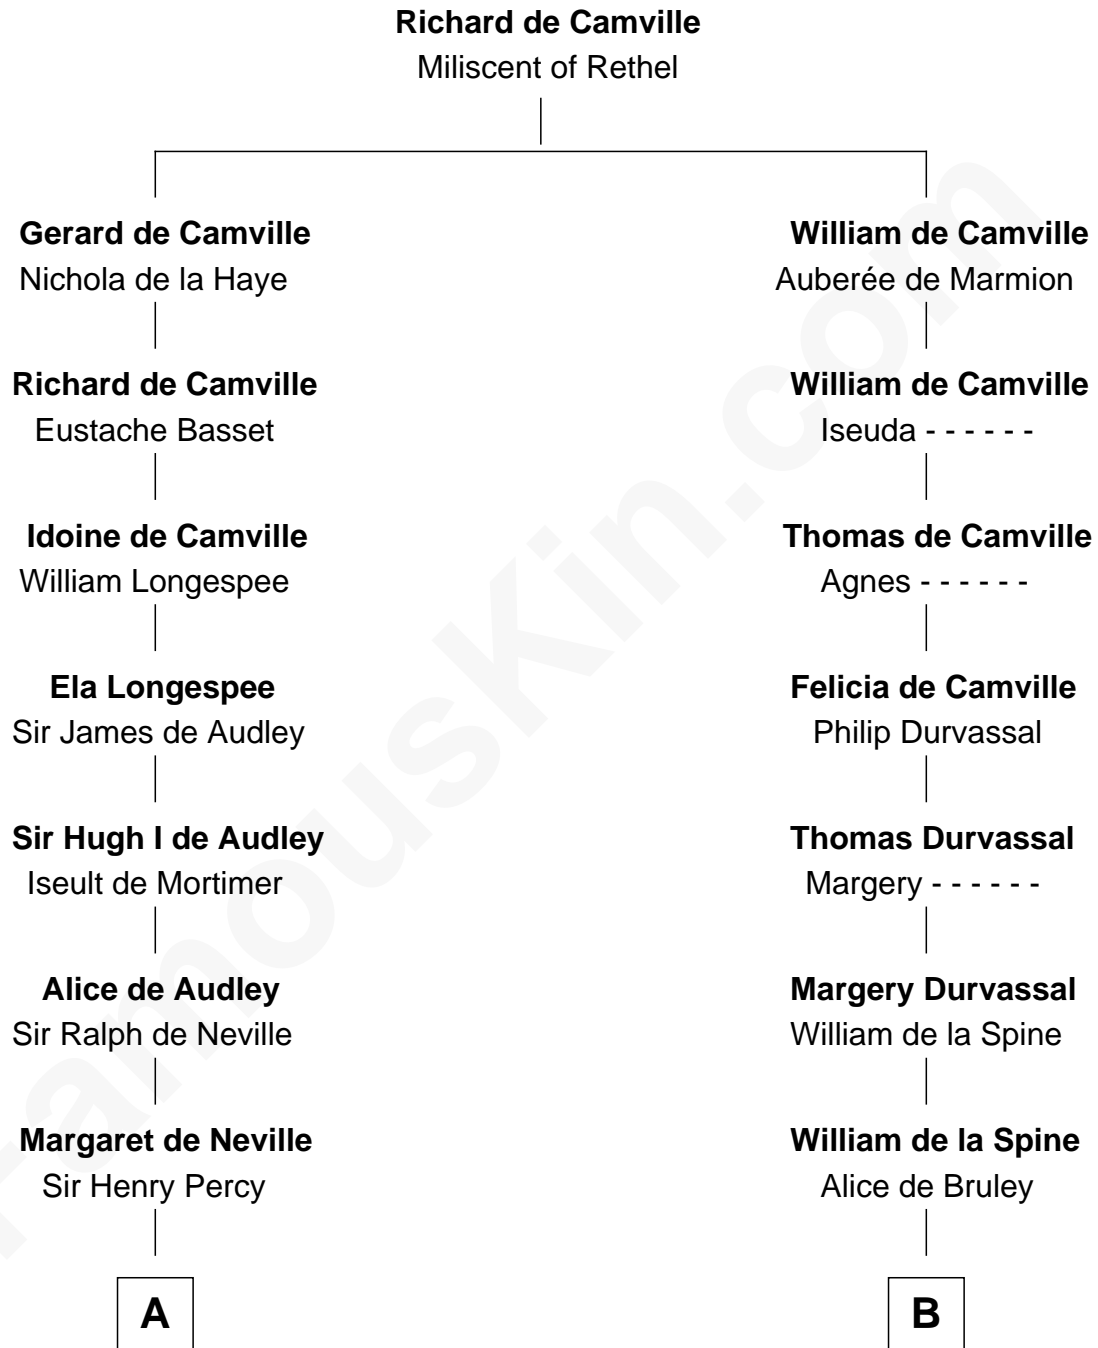 Richard de Camville
Miliscent of Rethel
Gerard de Camville
Nichola de la Haye
Richard de Camville
Eustache Basset
Idoine de Camville
William Longespee
Ela Longespee
Sir James de Audley
Sir Hugh I de Audley
Iseult de Mortimer
Alice de Audley
Sir Ralph de Neville
Margaret de Neville
Sir Henry Percy
A
William de Camville
Auberée de Marmion
William de Camville
Iseuda - - - - - -
Thomas de Camville
Agnes - - - - - -
Felicia de Camville
Philip Durvassal
Thomas Durvassal
Margery - - - - - -
Margery Durvassal
William de la Spine
William de la Spine
Alice de Bruley
B
FamousKin.com